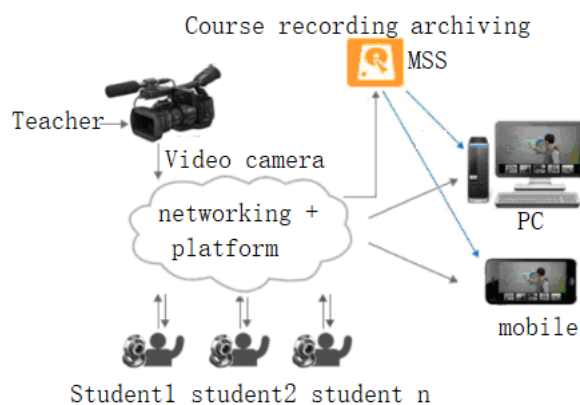 Course recording archiving
MSS
Teacher
Video camera
networking +
platform
PC
mobile
Student1 student2 student n